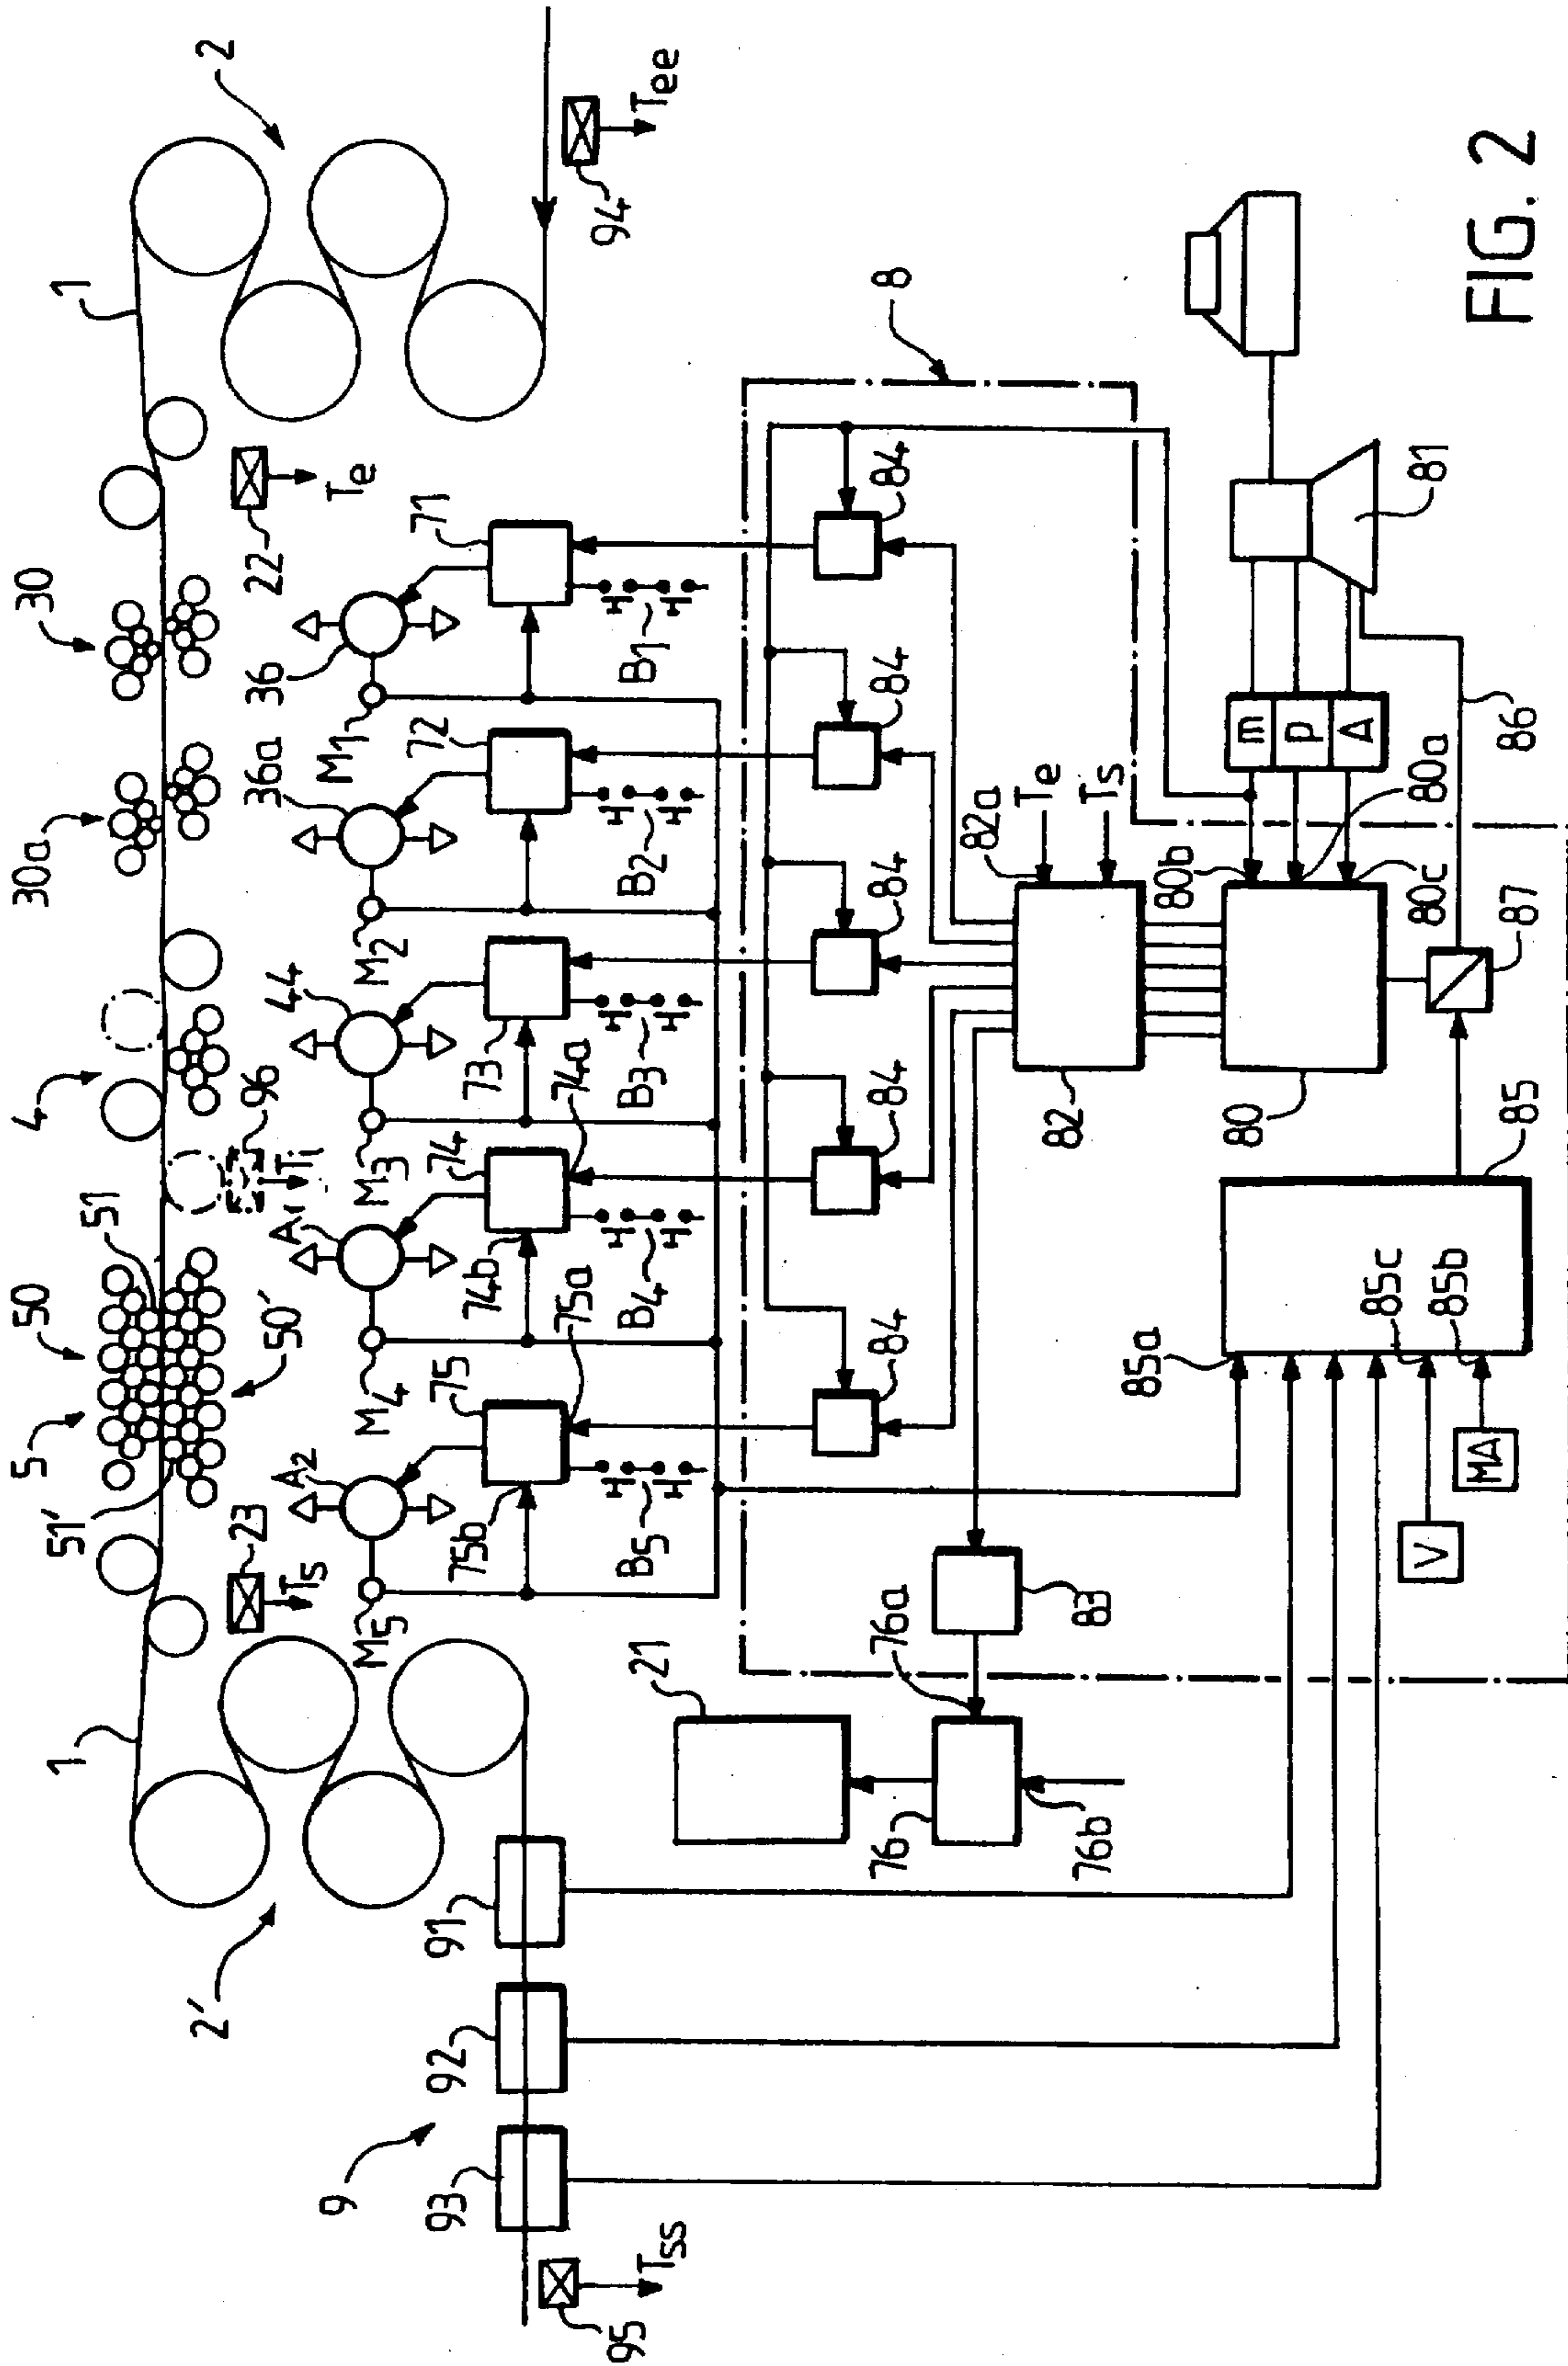 5
50
51
4
30a
30
2
1
51'
50'
96
Ti
22
Te
1
23
Ts
2'
A2
A1
44
36a
36
94
Tee
M5
M4
M3
M2
M1
75
74
73
72
71
75b
74b
75a
74a
B5
B4
B3
B2
B1
H
H
H
H
H
H
H
H
H
H
9
93
92
91
95
Tss
21
76
76a
76b
83
84
84
84
84
84
8
82
82a
Te
Ts
80
80b
80a
80c
m
p
A
81
86
87
85
85a
85c
85b
V
MA
FIG. 2